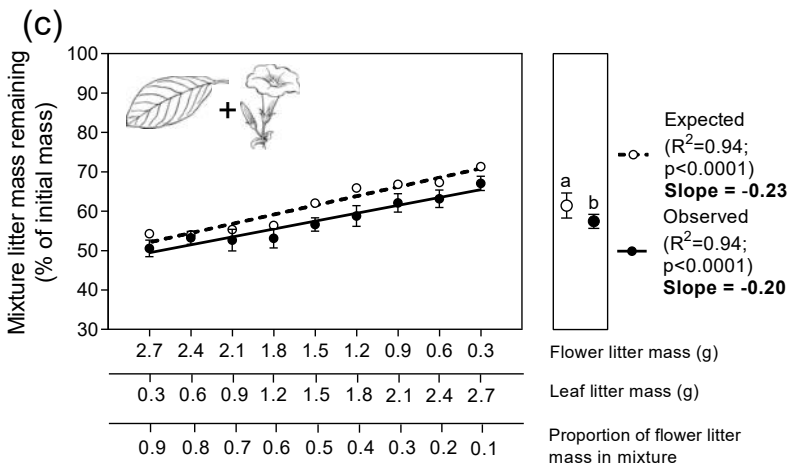 (c)
Mixture litter mass remaining
(% of initial mass)
100
90
80
70
60
50
40
30
+
a
b
Expected
(R²=0.94;
p<0.0001)
Slope = -0.23
Observed
(R²=0.94;
p<0.0001)
Slope = -0.20
2.7 2.4 2.1 1.8 1.5 1.2 0.9 0.6 0.3 Flower litter mass (g)
0.3 0.6 0.9 1.2 1.5 1.8 2.1 2.4 2.7 Leaf litter mass (g)
0.9 0.8 0.7 0.6 0.5 0.4 0.3 0.2 0.1 Proportion of flower litter
mass in mixture